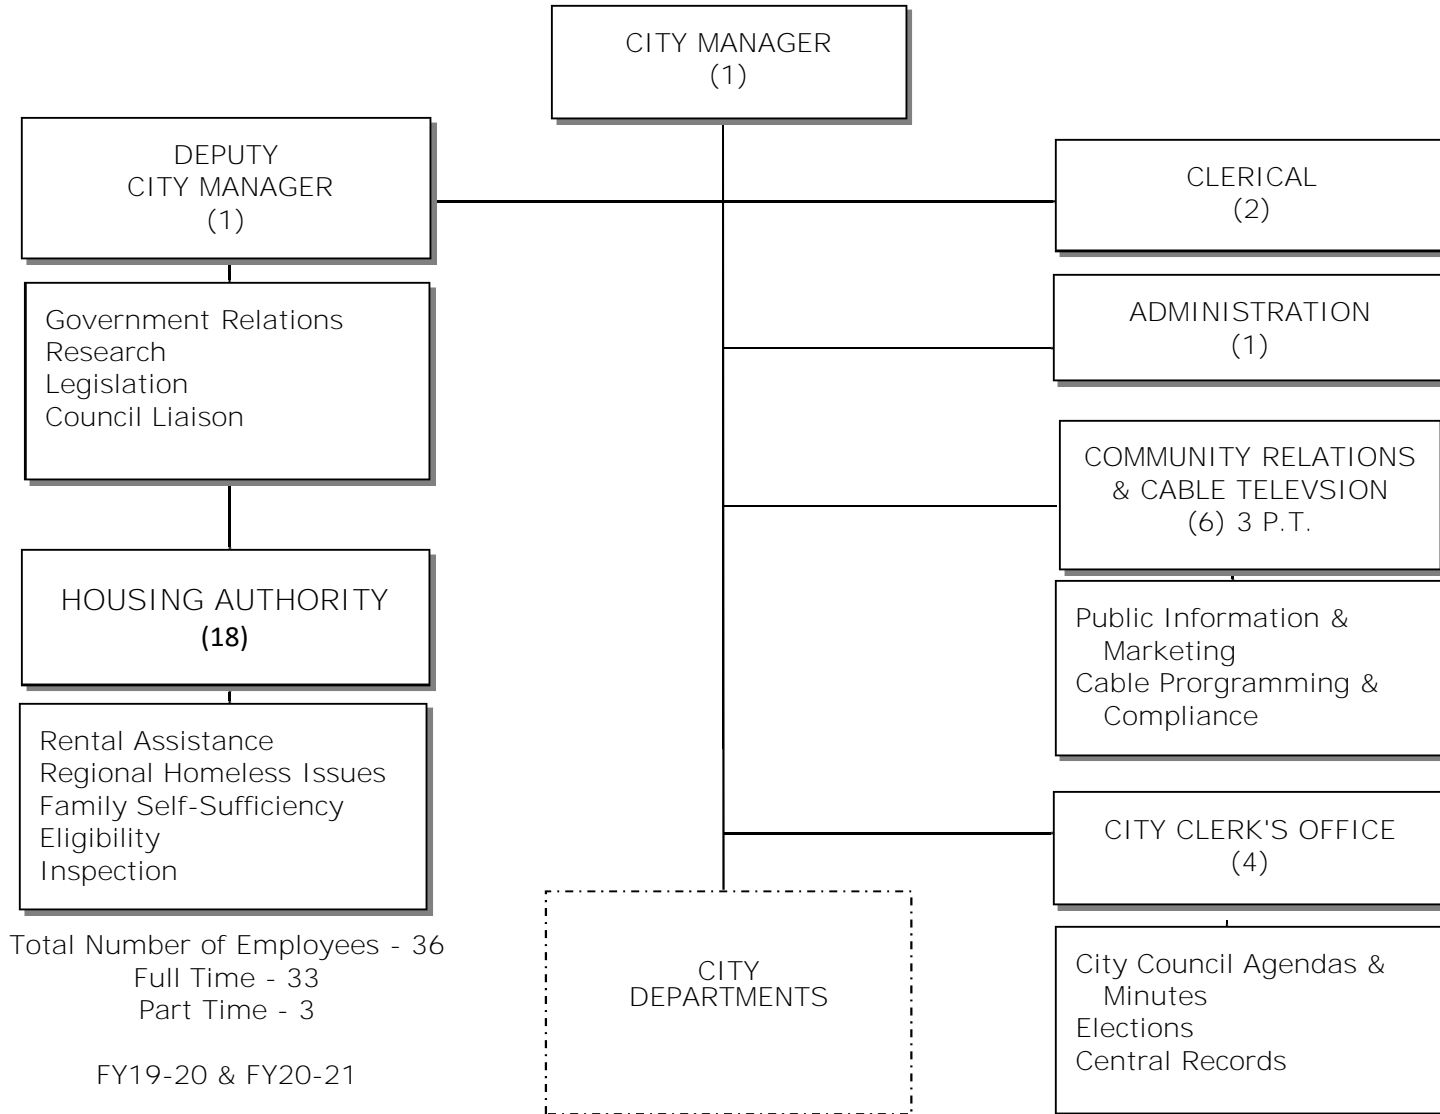 CITY MANAGER
(1)
DEPUTY
CITY MANAGER
(1)
Government Relations
Research
Legislation
Council Liaison
HOUSING AUTHORITY
(18)
Rental Assistance
Regional Homeless Issues
Family Self-Sufficiency
Eligibility
Inspection
Total Number of Employees - 36
Full Time - 33
Part Time - 3
FY19-20 & FY20-21
CITY
DEPARTMENTS
CLERICAL
(2)
ADMINISTRATION
(1)
COMMUNITY RELATIONS
& CABLE TELEVSION
(6) 3 P.T.
Public Information &
Marketing
Cable Prorgramming &
Compliance
CITY CLERK'S OFFICE
(4)
City Council Agendas &
Minutes
Elections
Central Records